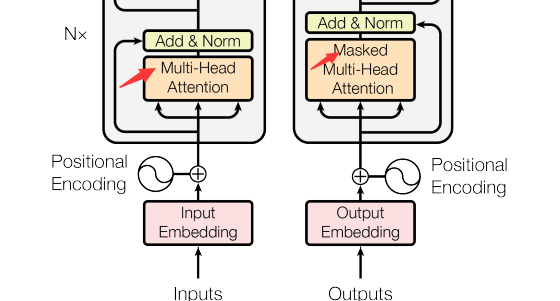 Nx
Add & Norm
Multi-Head
Attention
Positional
Encoding
Input
Embedding
Inputs
Add & Norm
Masked
Multi-Head
Attention
Positional
Encoding
Output
Embedding
Outputs